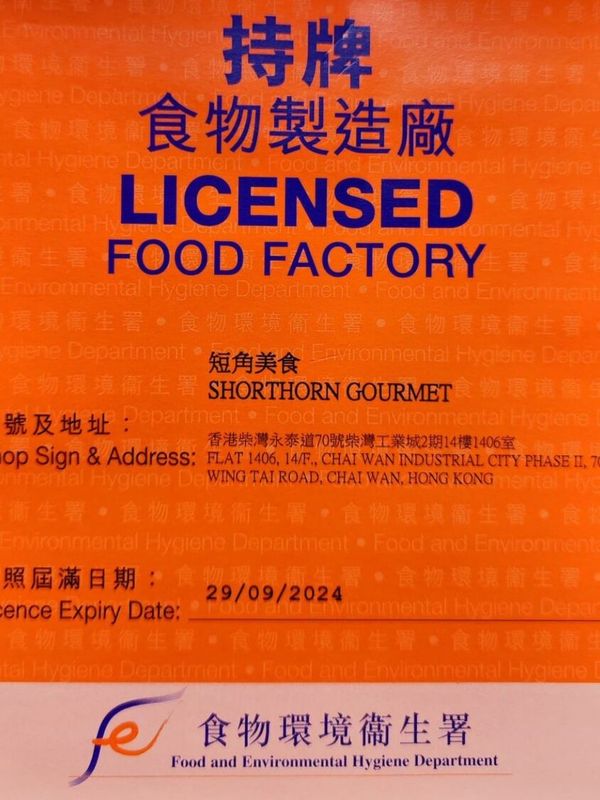 持牌
食物製造廠
LICENSED
FOOD FACTORY
短角美食
SHORTHORN GOURMET
號及地址：
hop Sign & Address:
香港柴灣永泰道70號柴灣工業城2期14樓1406室
FLAT 1406, 14/F., CHAI WAN INDUSTRIAL CITY PHASE II, 70
WING TAI ROAD, CHAI WAN, HONG KONG
照屆滿日期：
cence Expiry Date:
29/09/2024
食物環境衞生署
Food and Environmental Hygiene Department